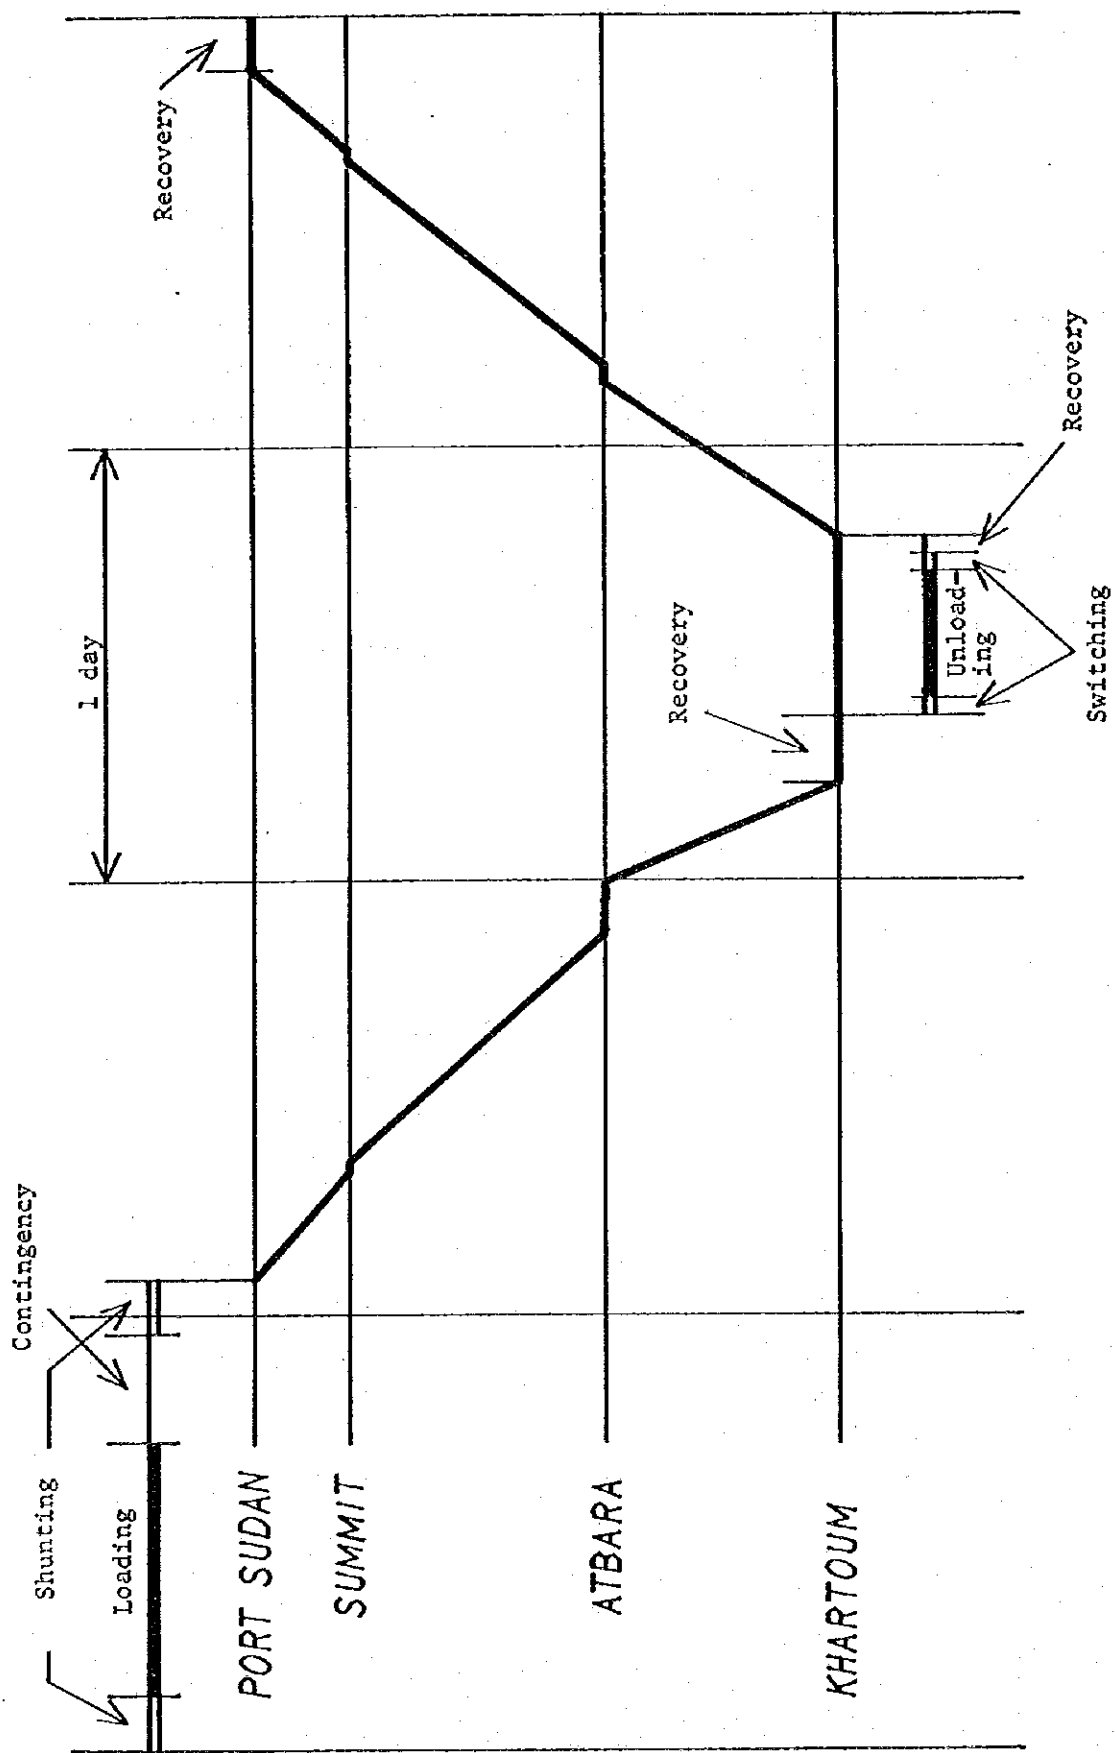 Shunting
Contingency
Loading
1 day
Recovery
PORT SUDAN
SUMMIT
ATBARA
KHARTOUM
Recovery
Unload-
ing
Switching
Recovery